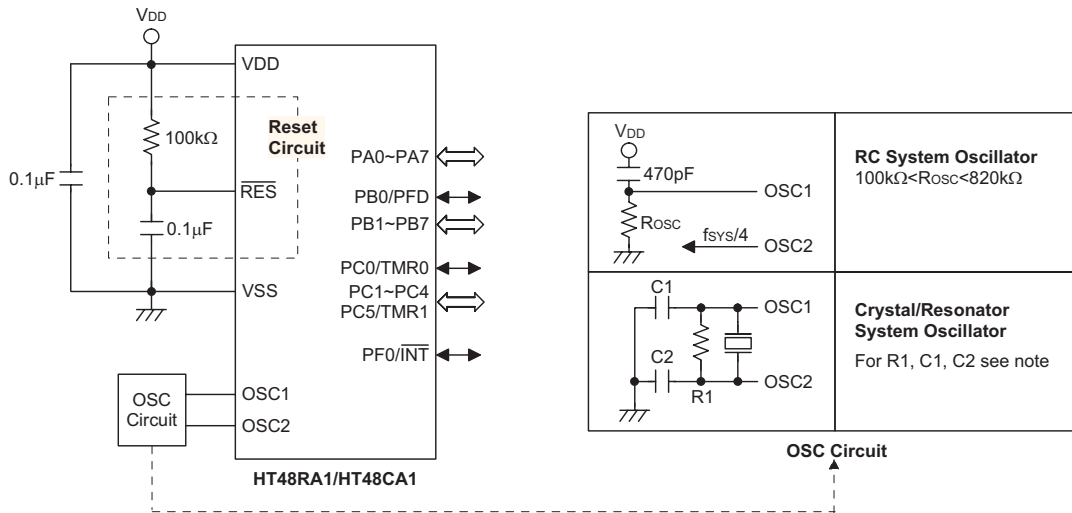 VDD
VDD
100kΩ
Reset
Circuit
0.1μF
RES
0.1μF
VSS
PA0~PA7
PB0/PFD
PB1~PB7
PC0/TMR0
PC1~PC4
PC5/TMR1
PF0/INT
OSC
Circuit
OSC1
OSC2
HT48RA1/HT48CA1
VDD
470pF
OSC1
ROSC
fSYS/4
OSC2
RC System Oscillator
100kΩ<ROSC<820kΩ
C1
OSC1
C2
OSC2
R1
Crystal/Resonator
System Oscillator
For R1, C1, C2 see note
OSC Circuit